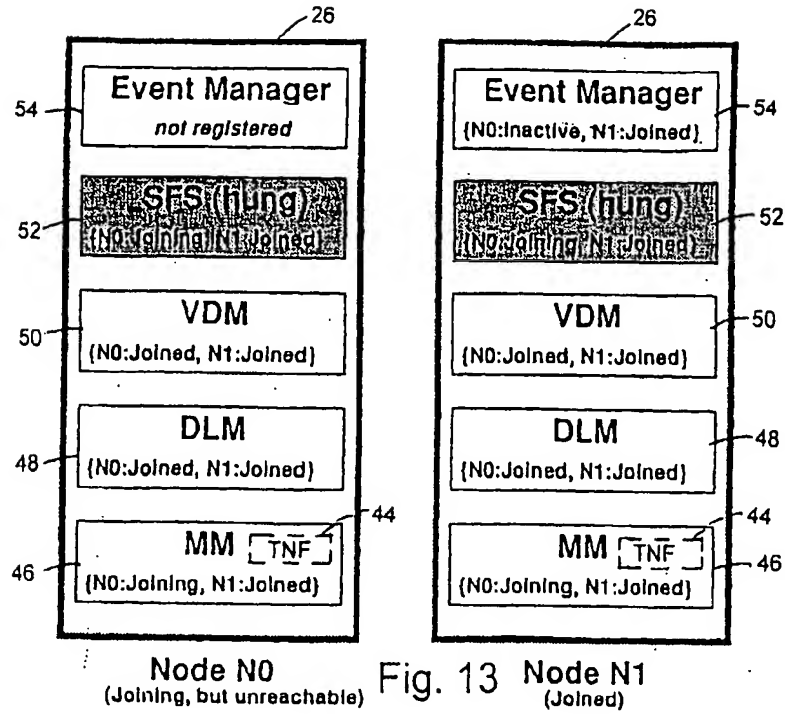 26
26
54
Event Manager
not registered
Event Manager
{N0:Inactive, N1:Joined}
54
52
SFS (hung)
{N0:Joining, N1:Joined}
SFS (hung)
{N0:Joining, N1:Joined}
52
50
VDM
{N0:Joined, N1:Joined}
VDM
{N0:Joined, N1:Joined}
50
48
DLM
{N0:Joined, N1:Joined}
DLM
{N0:Joined, N1:Joined}
48
44
44
46
MM
TNF
{N0:Joining, N1:Joined}
MM
TNF
{N0:Joining, N1:Joined}
46
Node N0
(Joining, but unreachable)
Fig. 13
Node N1
(Joined)